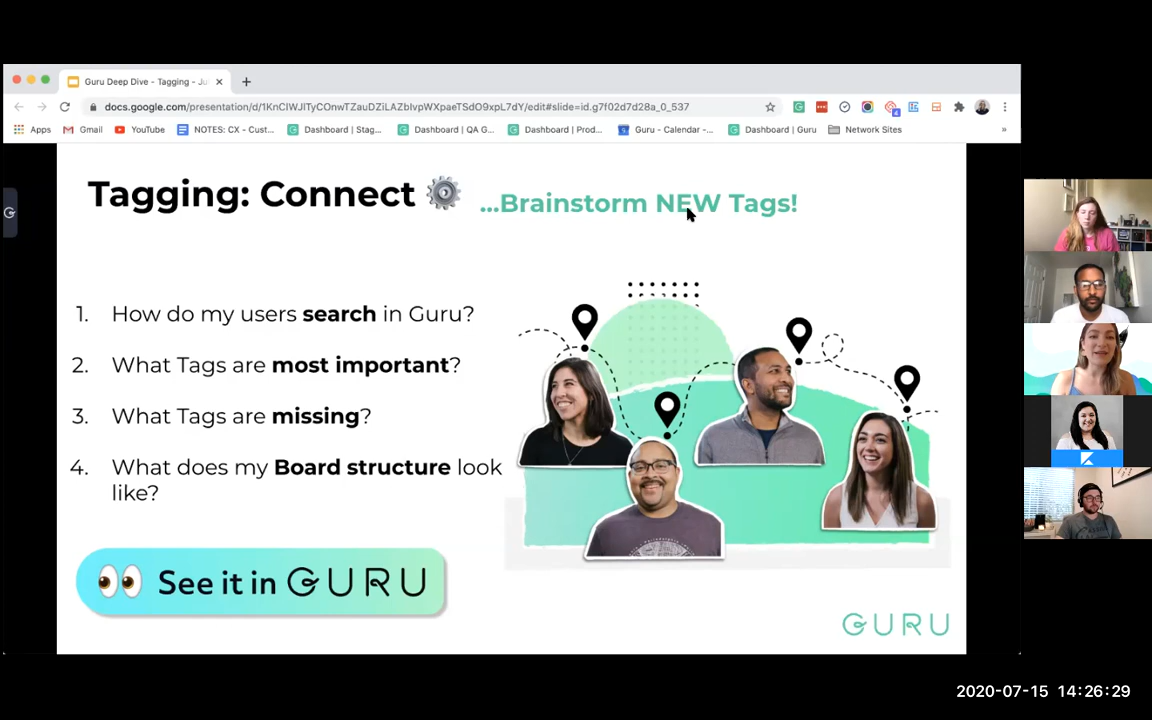 Guru Deep Dive - Tagging - Ju
docs.google.com/presentation/d/1KnCIWJITyCOnwTZauDZiLAZbIvpWXpaeTSdO9xpL7dY/edit#slide=id.g7f02d7d28a_0_537
Apps Gmail YouTube NOTES: CX - Cust... Dashboard | Stag... Dashboard | QA G... Dashboard | Prod... Guru - Calendar -... Dashboard | Guru Network Sites »
Tagging: Connect
...Brainstorm NEW Tags!
1. How do my users search in Guru?
2. What Tags are most important?
3. What Tags are missing?
4. What does my Board structure look
like?
See it in GURU
GURU
2020-07-15 14:26:29